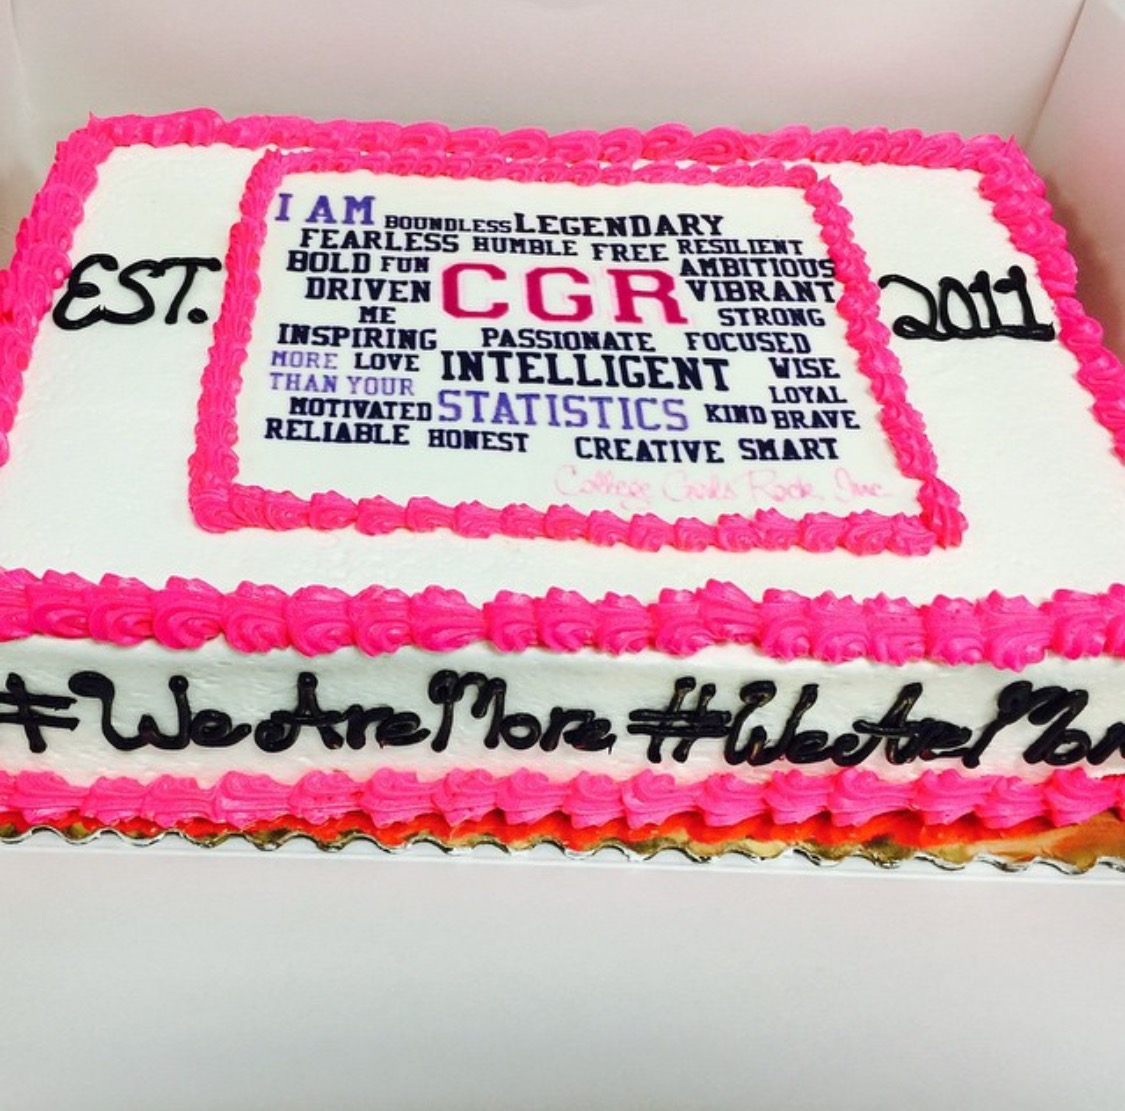 EST.
I AM BOUNDLESS LEGENDARY
FEARLESS HUMBLE FREE RESILIENT
BOLD FUN CGR AMBITIOUS
DRIVEN VIBRANT
ME STRONG
INSPIRING PASSIONATE FOCUSED
MORE LOVE INTELLIGENT WISE
THAN YOUR LOYAL
MOTIVATED STATISTICS KIND BRAVE
RELIABLE HONEST CREATIVE SMART
College Girls Rock, Inc
2011
#WeAreMore #WeAreMor